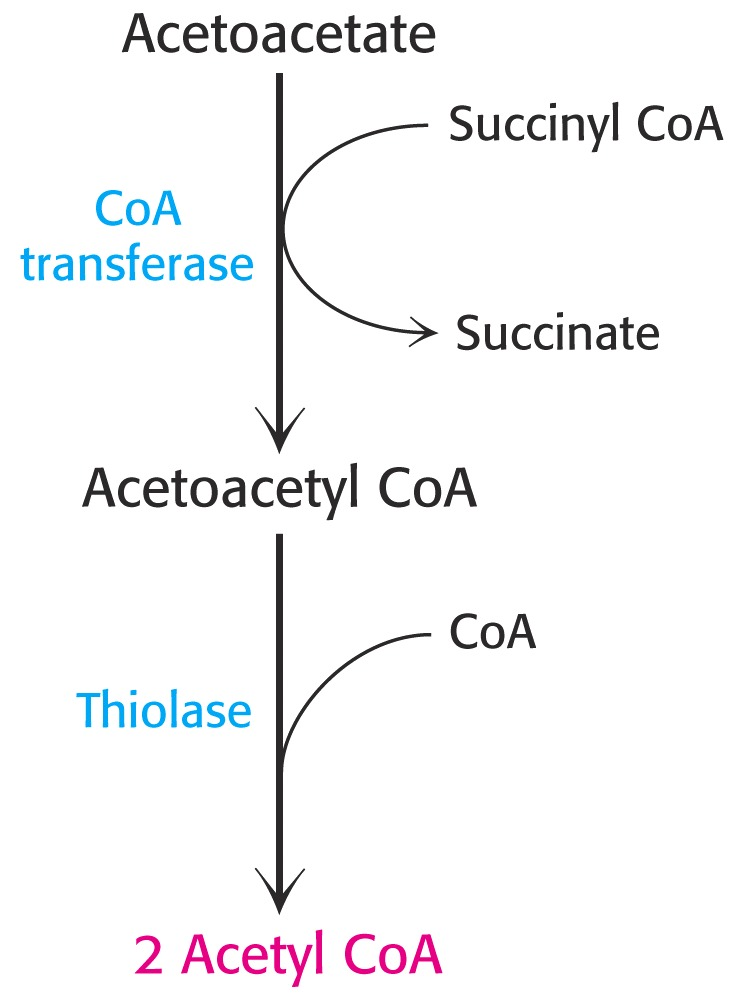 Acetoacetate
Succinyl CoA
CoA
transferase
Succinate
Acetoacetyl CoA
CoA
Thiolase
2 Acetyl CoA